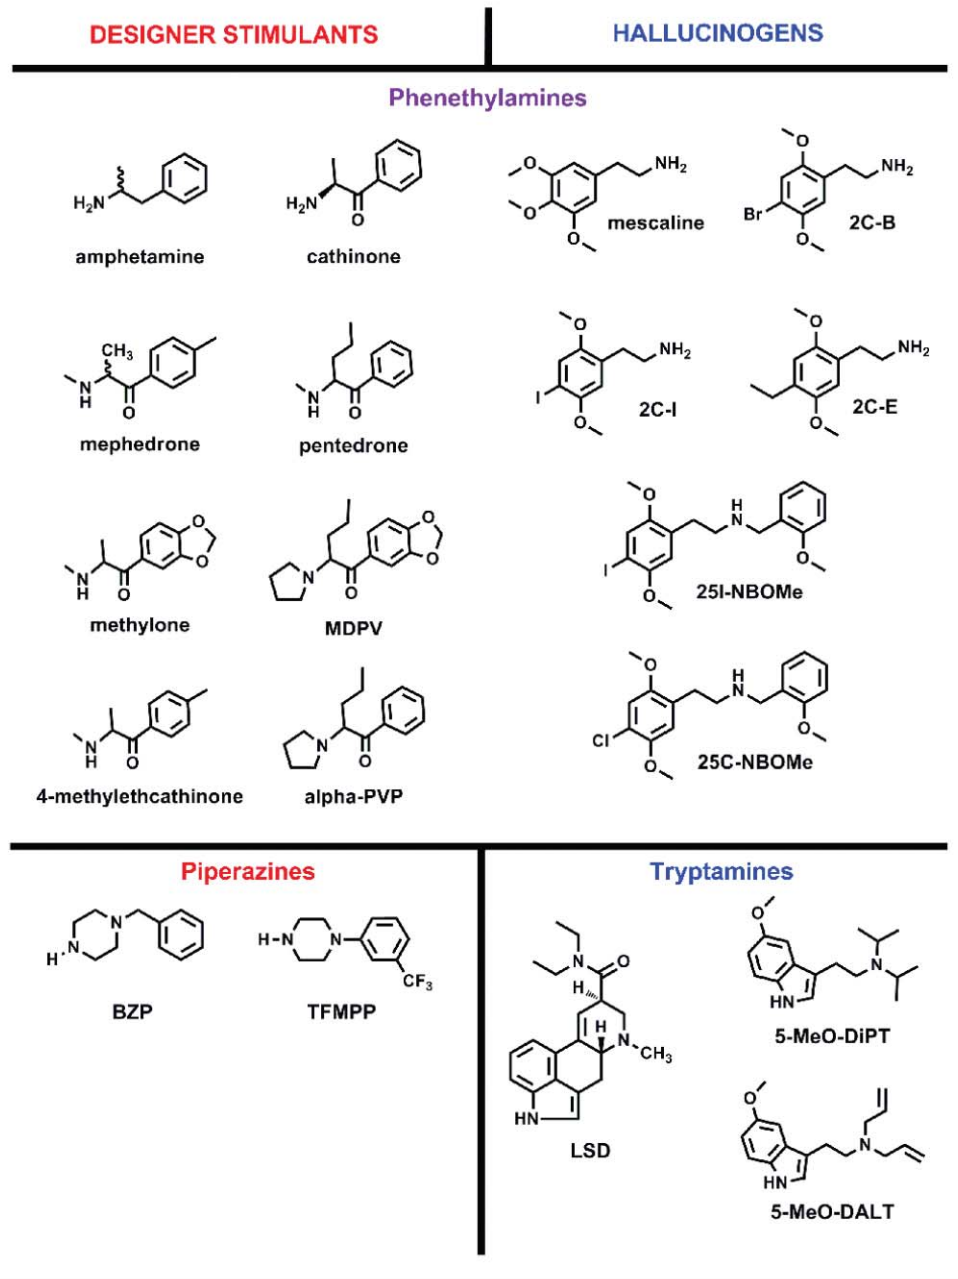 DESIGNER STIMULANTS
HALLUCINOGENS
Phenethylamines
H₂N
amphetamine
H₂N
O
cathinone
O
O
O
NH₂
mescaline
O
Br
O
NH₂
2C-B
CH₃
N
H
O
mephedrone
N
H
O
pentedrone
O
I
O
NH₂
2C-I
O
O
NH₂
2C-E
N
H
O
O
O
methylone
N
O
O
O
MDPV
O
I
O
H
N
O
25I-NBOMe
N
H
O
4-methylethcathinone
N
O
alpha-PVP
O
Cl
O
H
N
O
25C-NBOMe
Piperazines
Tryptamines
N
N
H
BZP
H-N
N
CF₃
TFMPP
N
O
H
H
N
CH₃
HN
LSD
O
N
HN
5-MeO-DiPT
O
N
HN
5-MeO-DALT